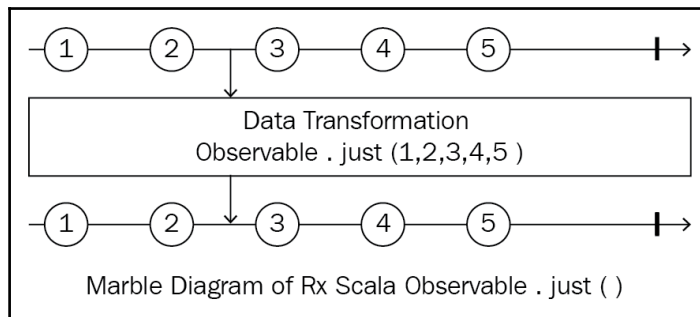 1 2 3 4 5
Data Transformation
Observable . just (1,2,3,4,5 )
1 2 3 4 5
Marble Diagram of Rx Scala Observable . just ( )